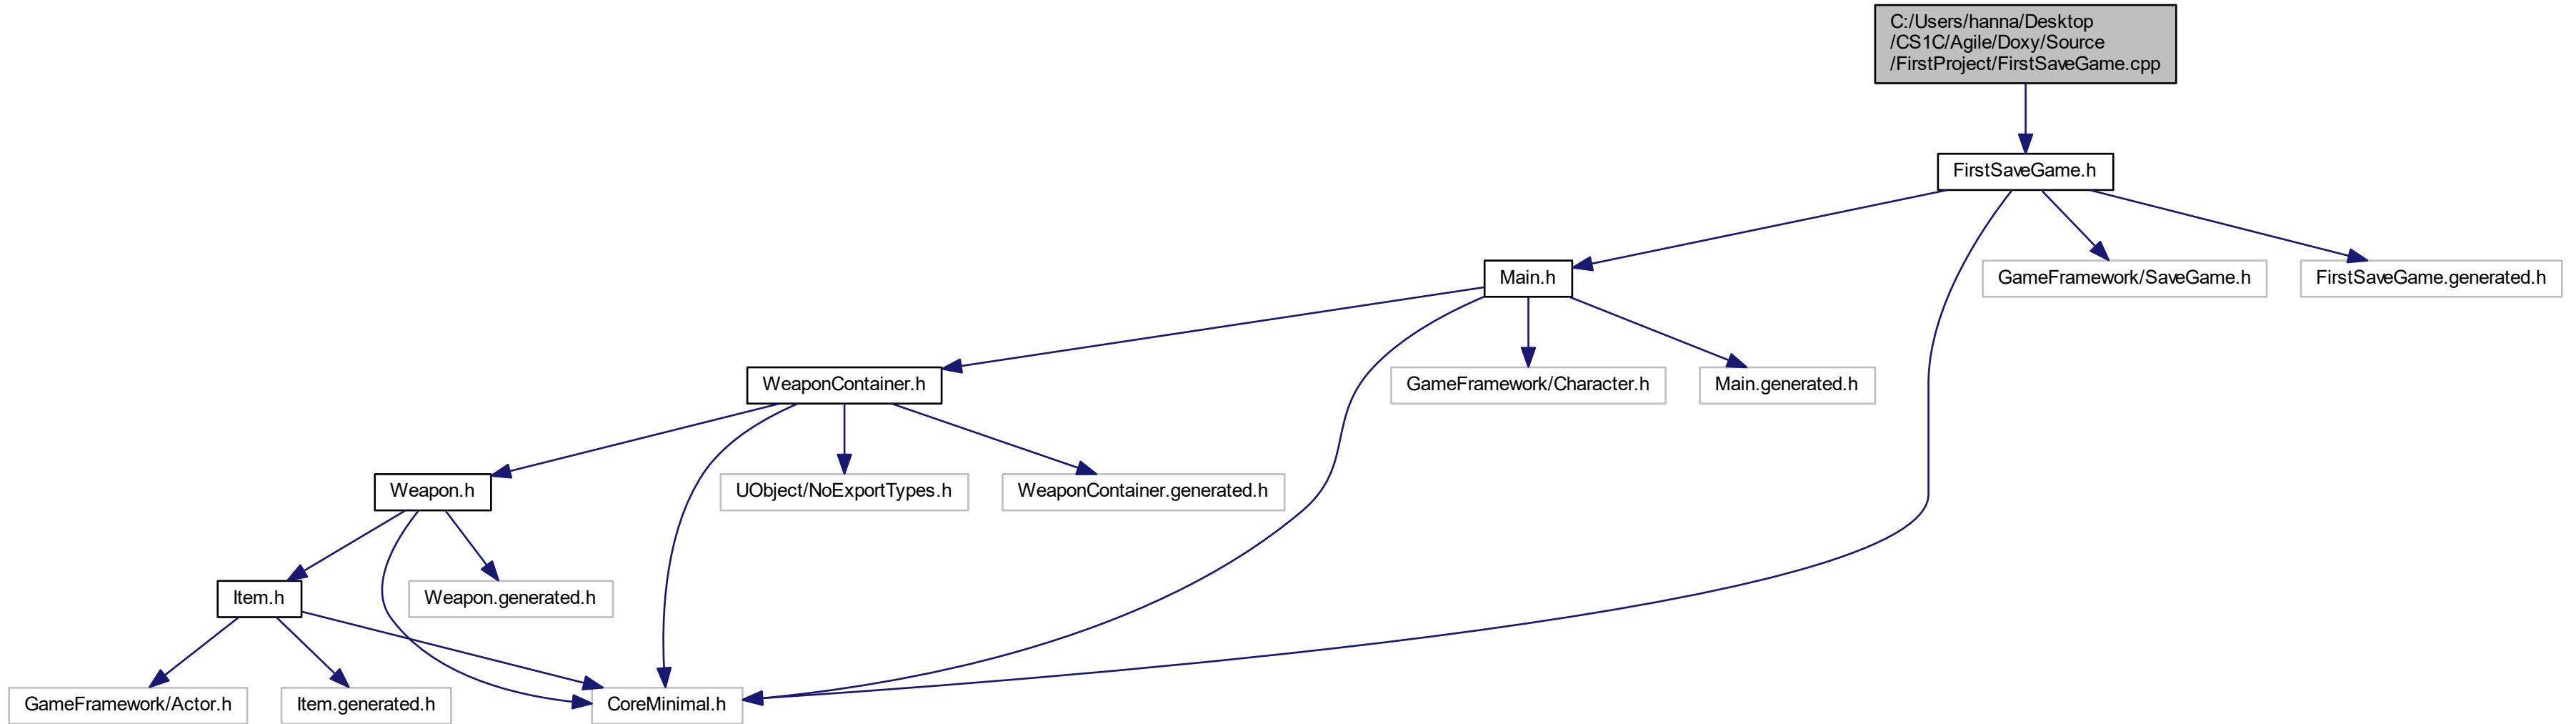 C:/Users/hanna/Desktop
/CS1C/Agile/Doxy/Source
/FirstProject/FirstSaveGame.cpp
FirstSaveGame.h
Main.h
GameFramework/SaveGame.h
FirstSaveGame.generated.h
WeaponContainer.h
GameFramework/Character.h
Main.generated.h
Weapon.h
UObject/NoExportTypes.h
WeaponContainer.generated.h
Item.h
Weapon.generated.h
GameFramework/Actor.h
Item.generated.h
CoreMinimal.h